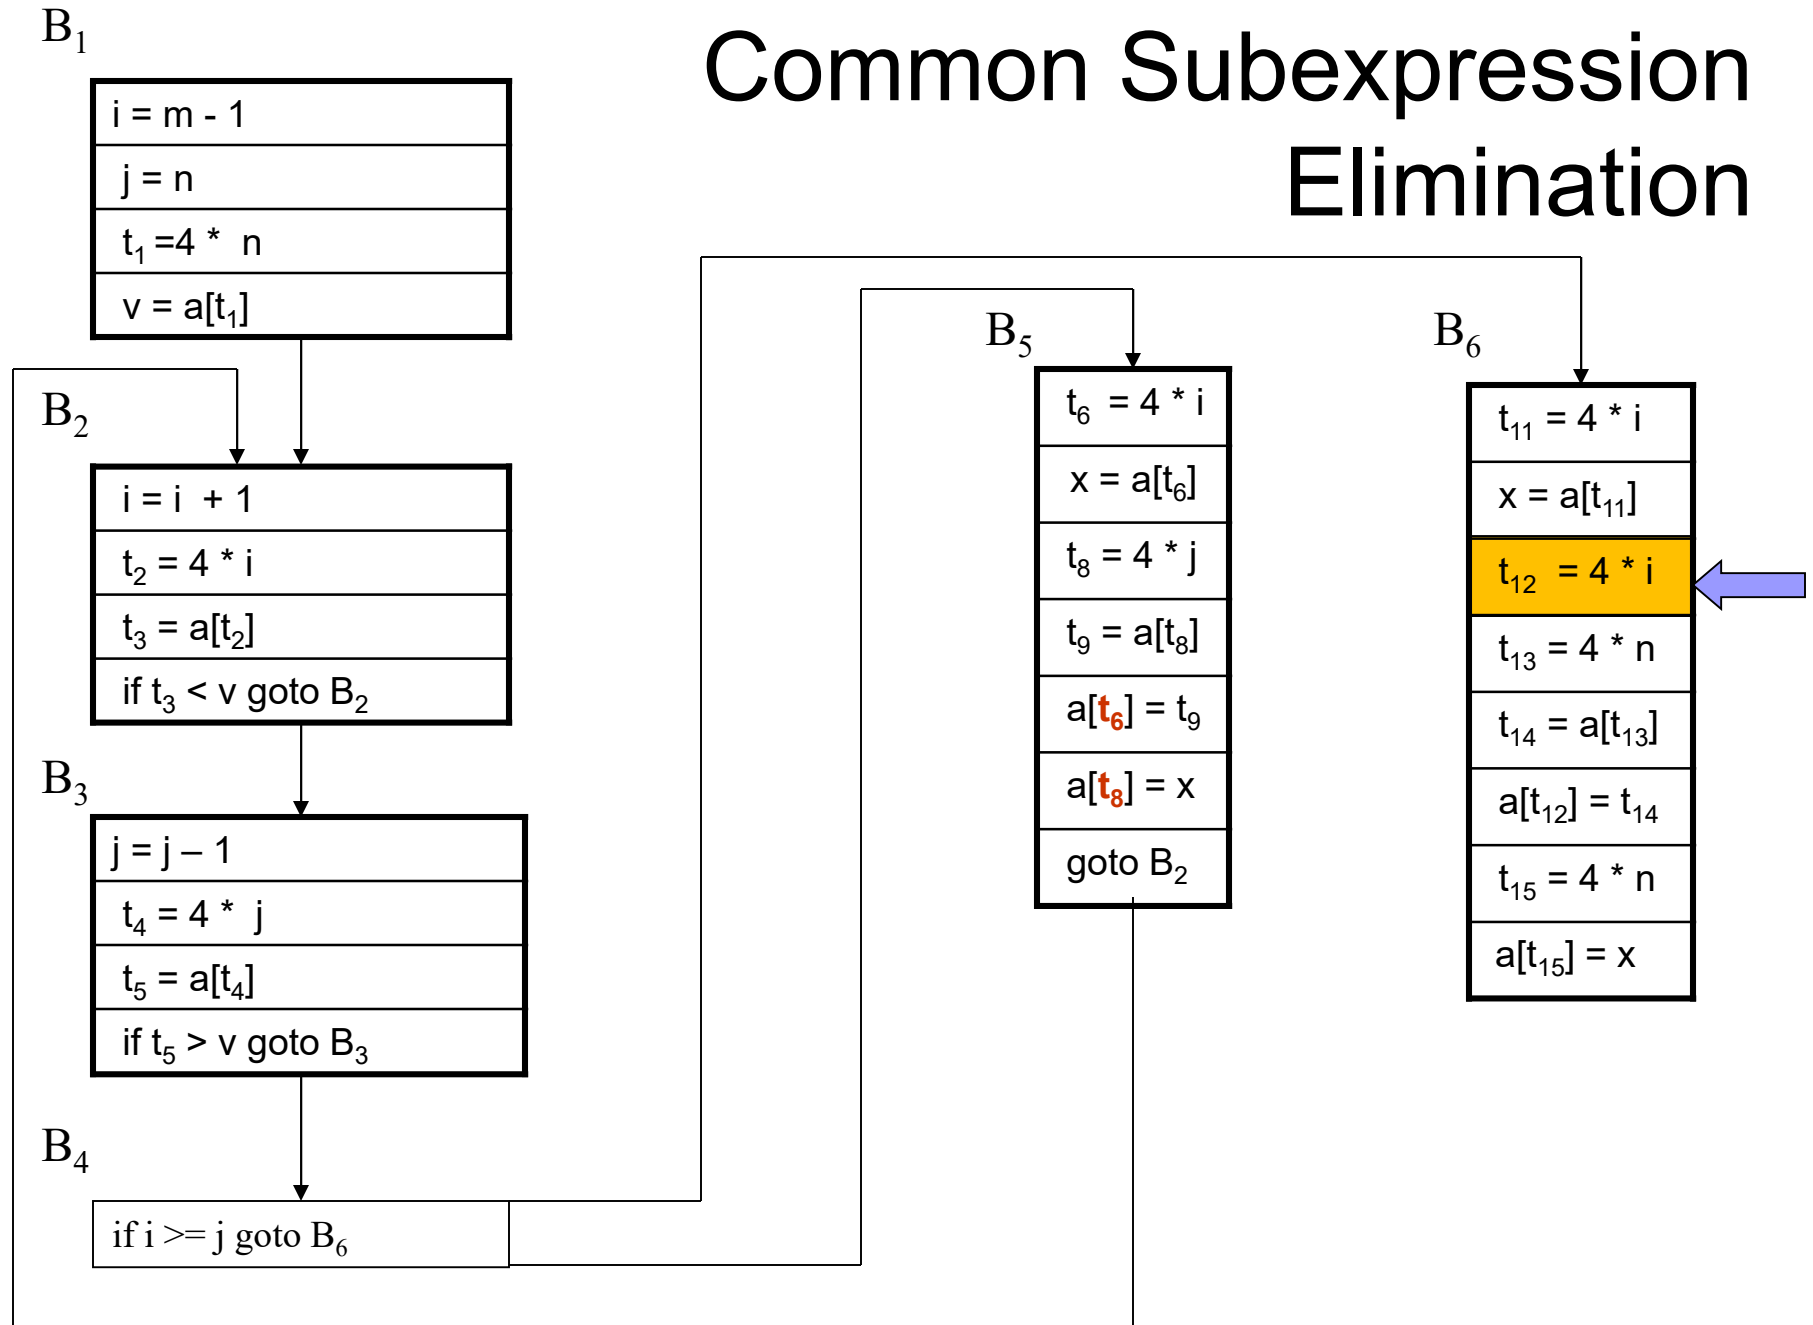 Common Subexpression
Elimination
B₁
i = m - 1
j = n
t₁ =4 * n
v = a[t₁]
B₂
i = i + 1
t₂ = 4 * i
t₃ = a[t₂]
if t₃ < v goto B₂
B₃
j = j – 1
t₄ = 4 * j
t₅ = a[t₄]
if t₅ > v goto B₃
B₄
if i >= j goto B₆
B₅
t₆ = 4 * i
x = a[t₆]
t₈ = 4 * j
t₉ = a[t₈]
a[t₆] = t₉
a[t₈] = x
goto B₂
B₆
t₁₁ = 4 * i
x = a[t₁₁]
t₁₂ = 4 * i
t₁₃ = 4 * n
t₁₄ = a[t₁₃]
a[t₁₂] = t₁₄
t₁₅ = 4 * n
a[t₁₅] = x